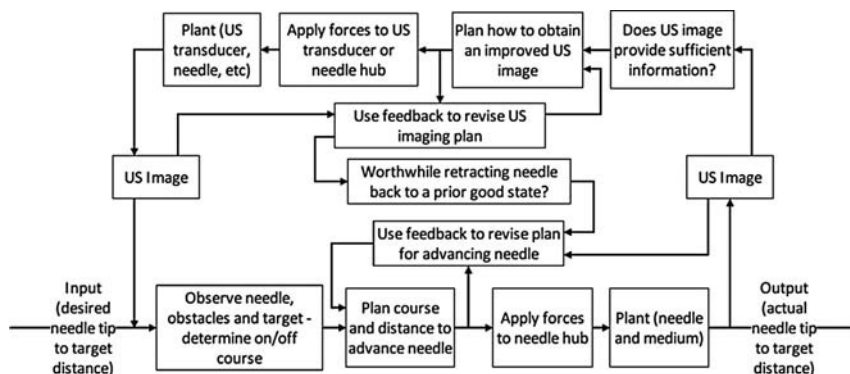 Plant (US
transducer,
needle, etc)
Apply forces to US
transducer or
needle hub
Plan how to obtain
an improved US
image
Does US image
provide sufficient
information?
Use feedback to revise US
imaging plan
US Image
Worthwhile retracting needle
back to a prior good state?
US Image
Use feedback to revise plan
for advancing needle
Input
(desired
needle tip
to target
distance)
Observe needle,
obstacles and target -
determine on/off
course
Plan course
and distance to
advance needle
Apply forces
to needle hub
Plant (needle
and medium)
Output
(actual
needle tip
to target
distance)